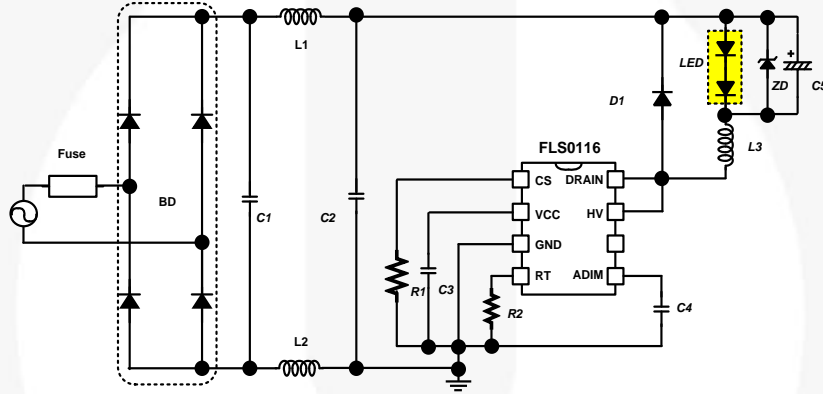 L1
LED
ZD
C5
D1
L3
FLS0116
Fuse
CS
DRAIN
BD
C1
C2
VCC
HV
GND
R1
C3
RT
ADIM
R2
C4
L2
+